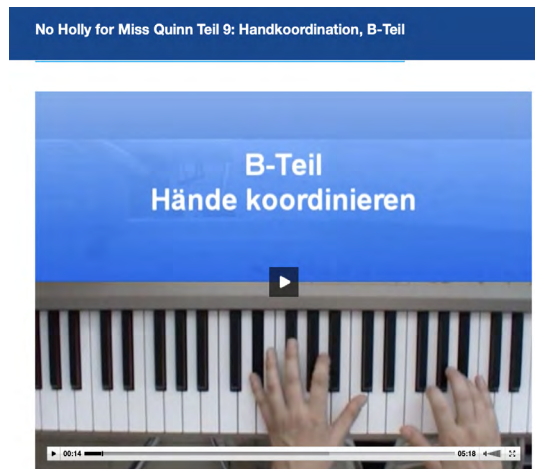 No Holly for Miss Quinn Teil 9: Handkoordination, B-Teil
B-Teil
Hände koordinieren
00:14
05:18